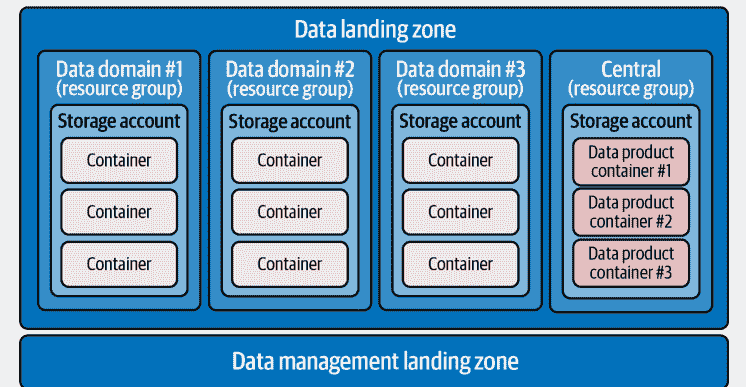 Data landing zone
Data domain #1
(resource group)
Storage account
Container
Container
Container
Data domain #2
(resource group)
Storage account
Container
Container
Container
Data domain #3
(resource group)
Storage account
Container
Container
Container
Central
(resource group)
Storage account
Data product
container #1
Data product
container #2
Data product
container #3
Data management landing zone